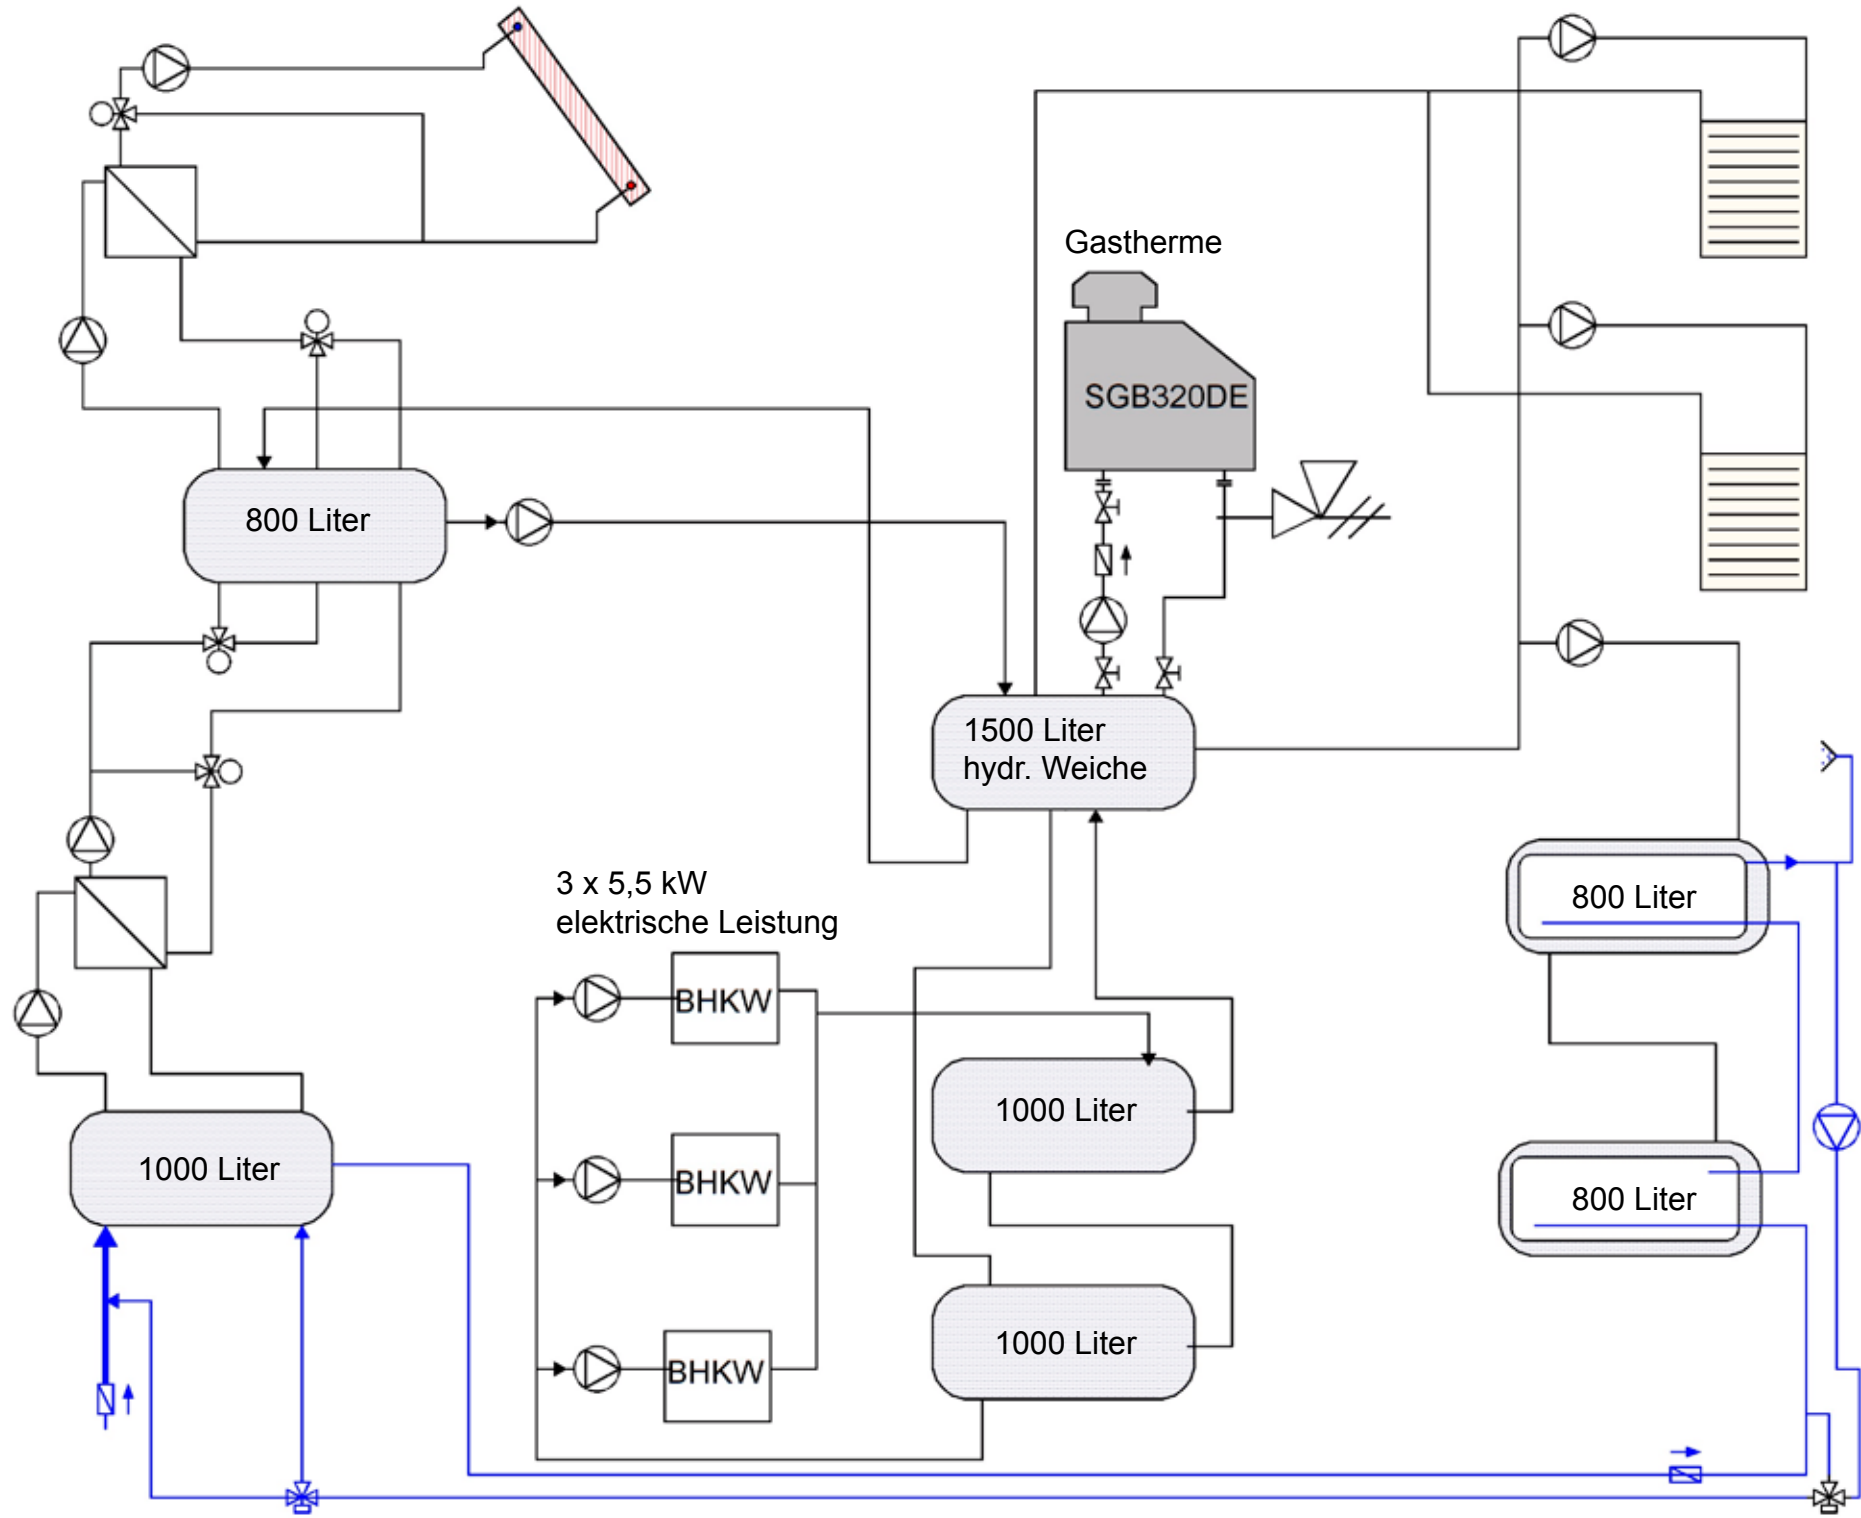 Gastherme
SGB320DE
800 Liter
1500 Liter
hydr. Weiche
3 x 5,5 kW
elektrische Leistung
800 Liter
BHKW
1000 Liter
1000 Liter
BHKW
800 Liter
1000 Liter
BHKW